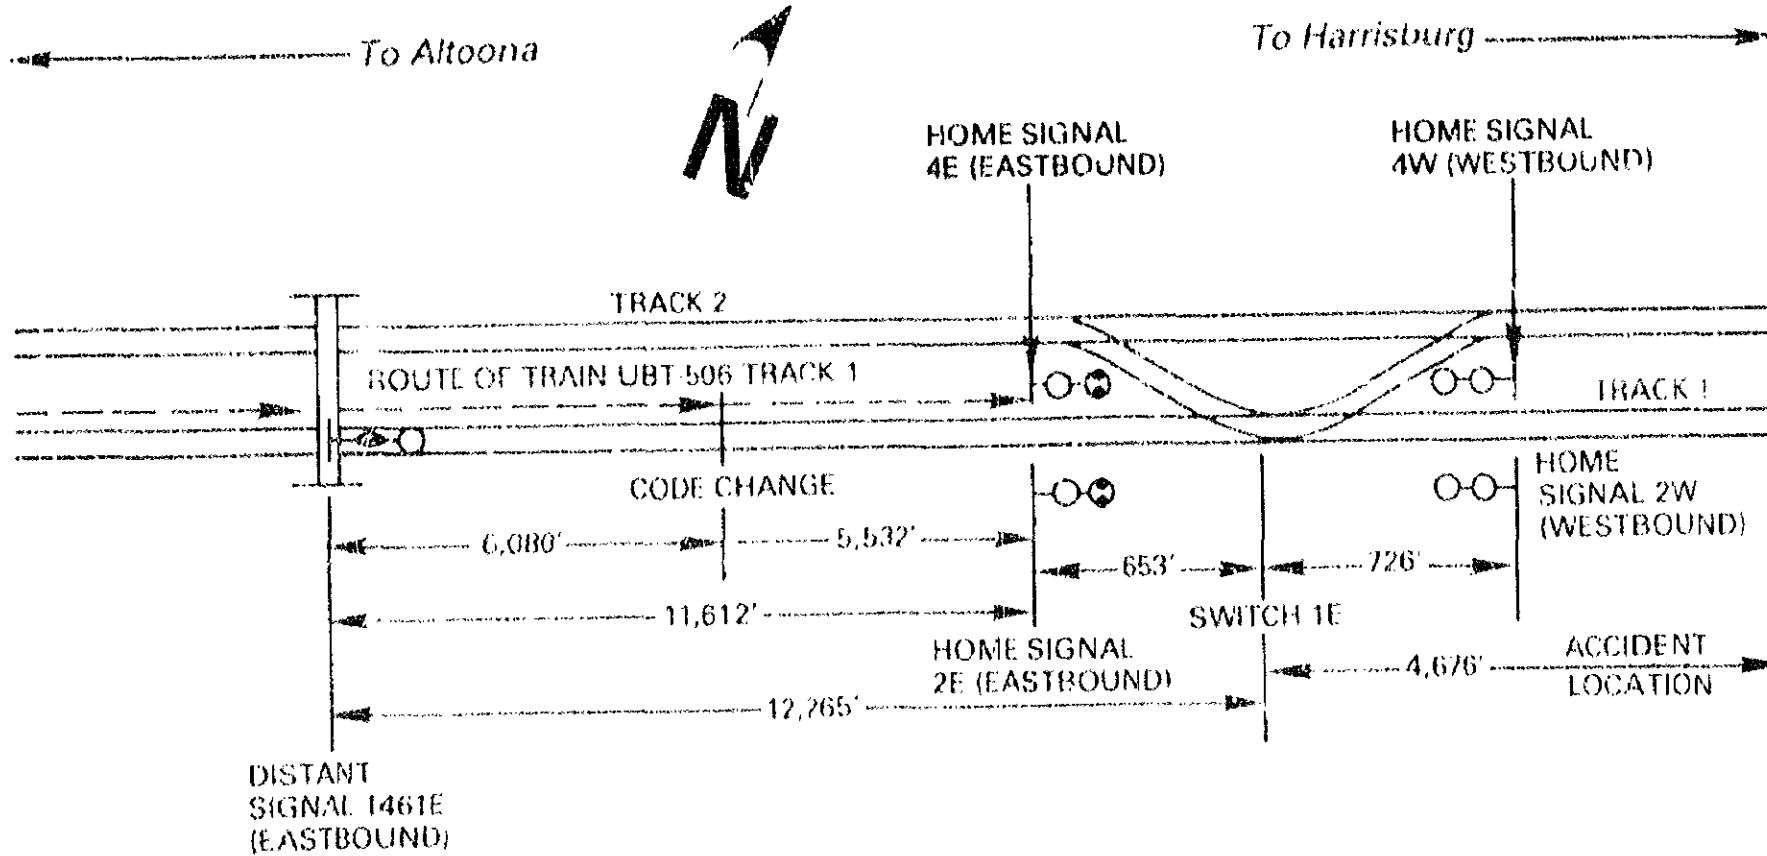 To Altoona
To Harrisburg
N
HOME SIGNAL
4E (EASTBOUND)
HOME SIGNAL
4W (WESTBOUND)
TRACK 2
ROUTE OF TRAIN UBT-506 TRACK 1
TRACK 1
CODE CHANGE
HOME
SIGNAL 2W
(WESTBOUND)
6,080'
5,532'
653'
726'
11,612'
SWITCH 1E
HOME SIGNAL
2E (EASTBOUND)
4,676'
ACCIDENT
LOCATION
12,265'
DISTANT
SIGNAL 1461E
(EASTBOUND)